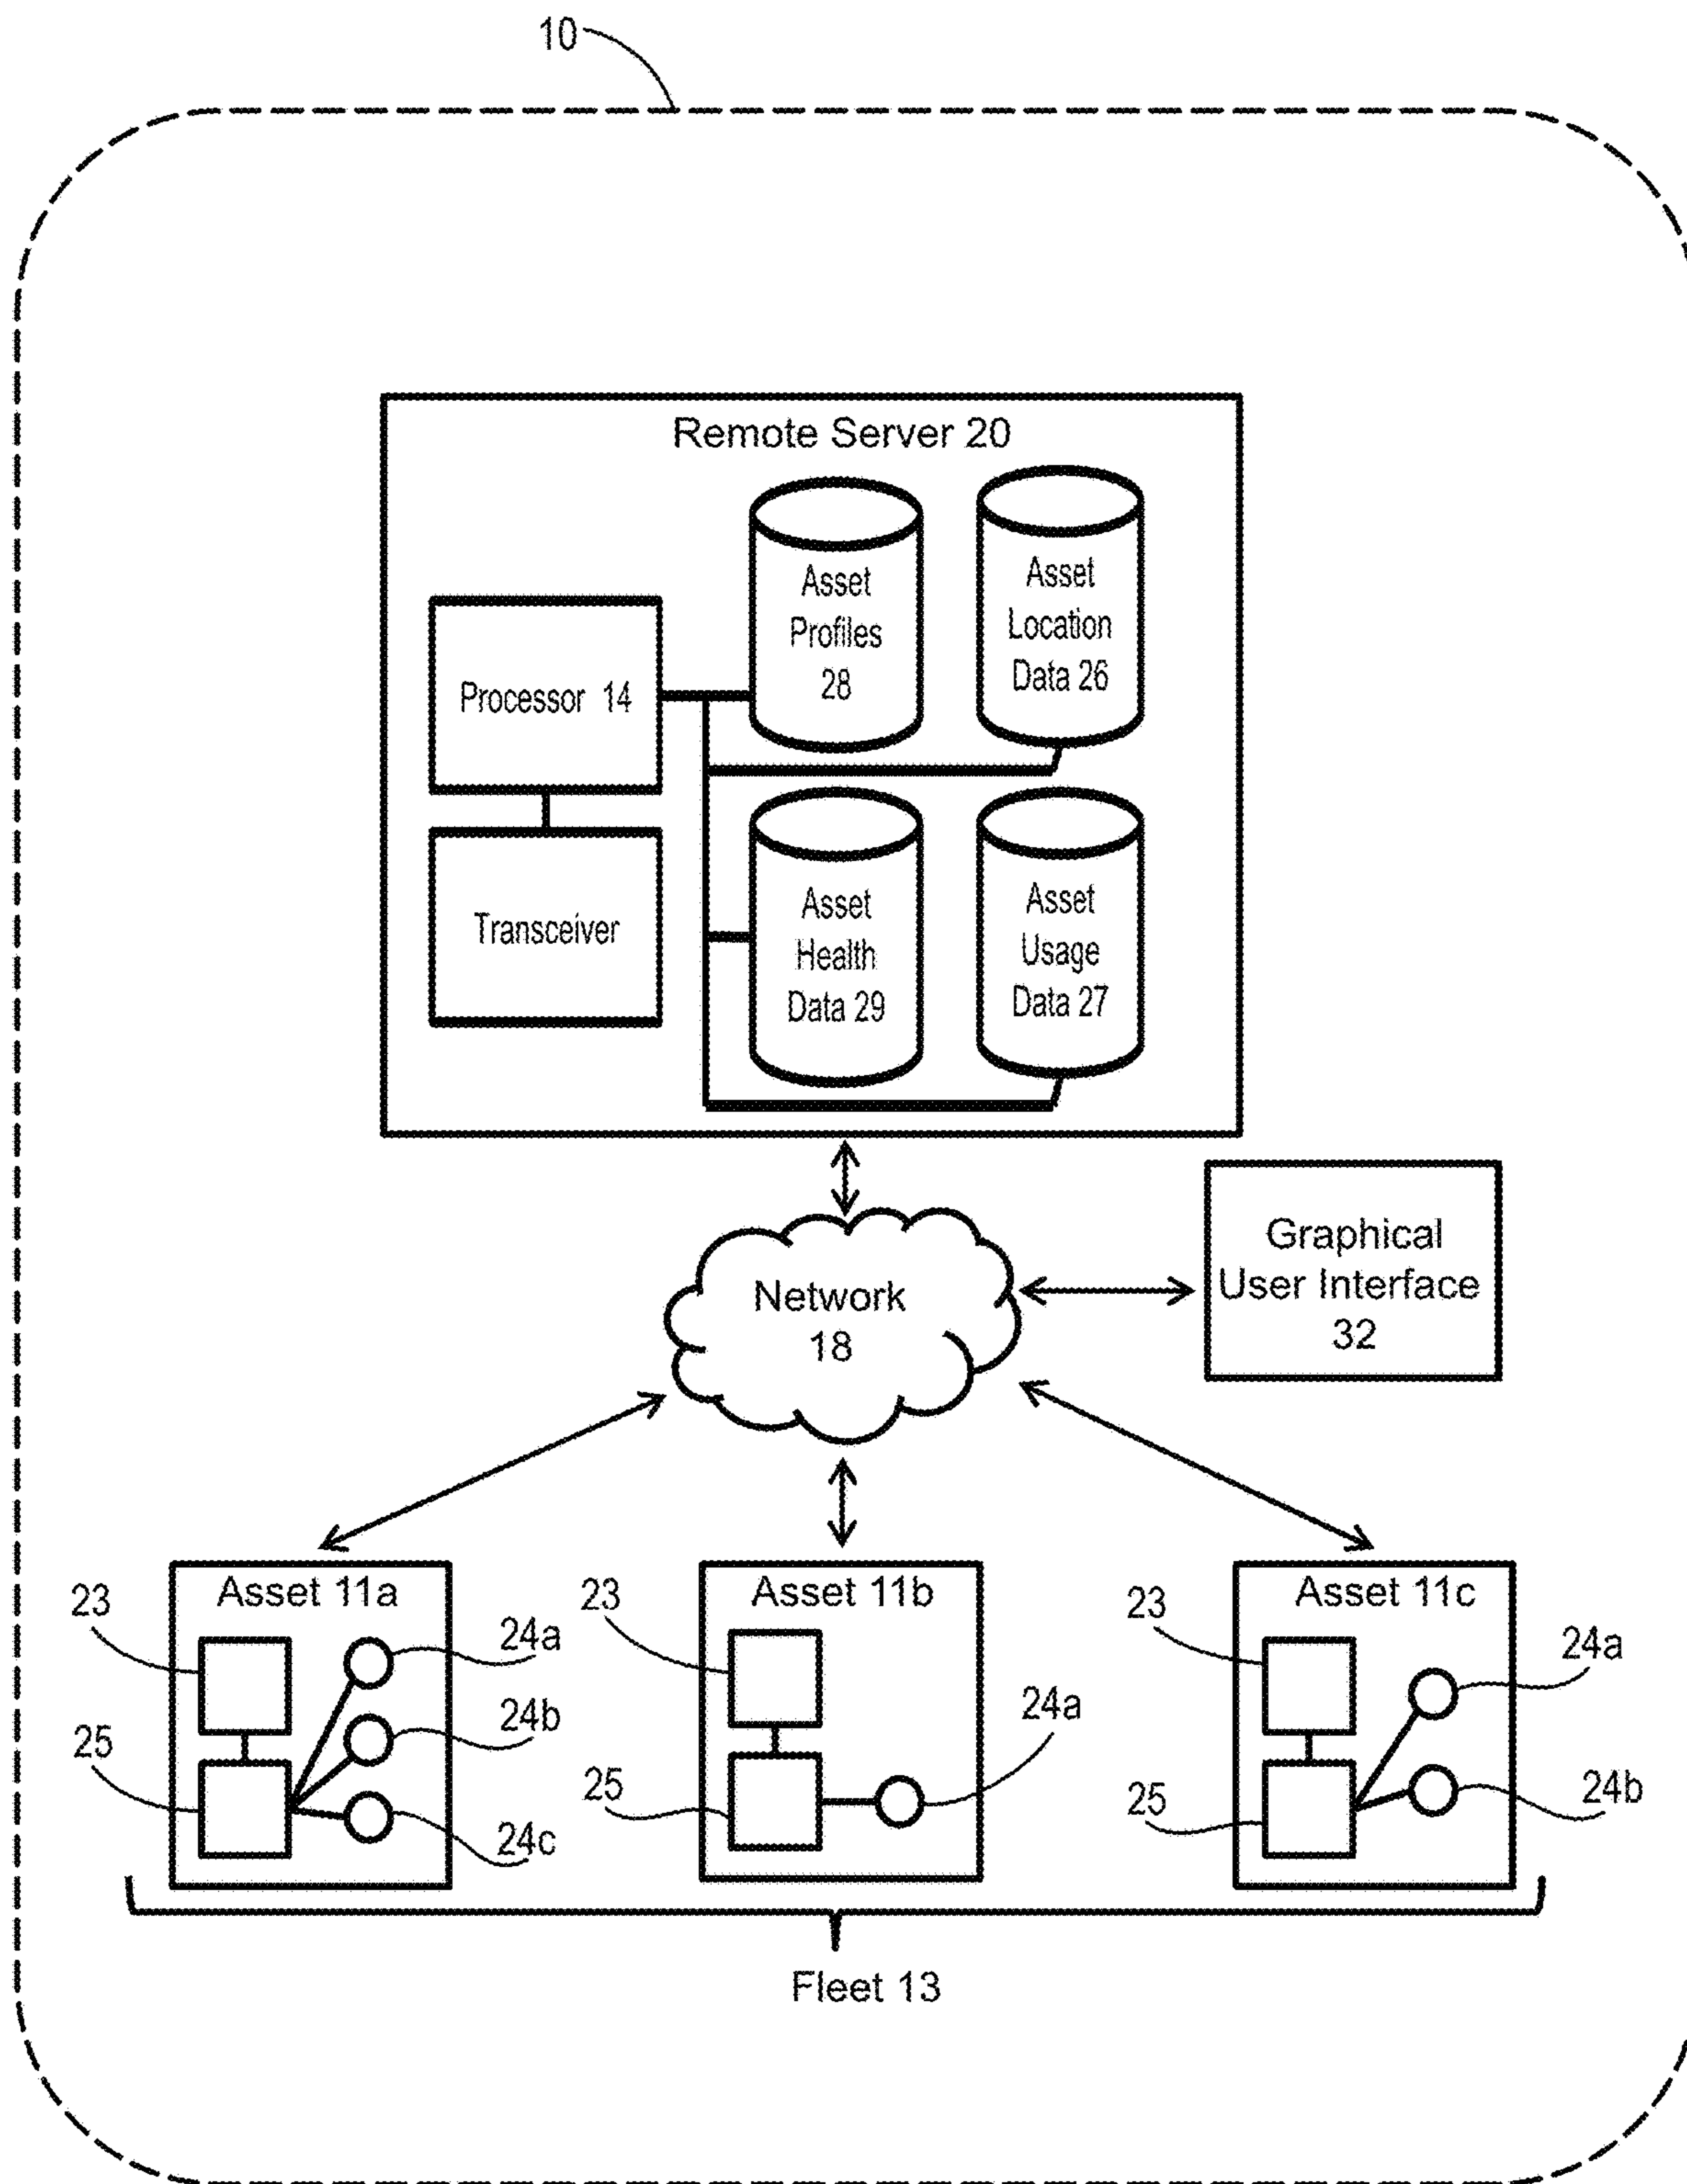 10
Remote Server 20
Asset
Profiles
28
Asset
Location
Data 26
Processor 14
Transceiver
Asset
Health
Data 29
Asset
Usage
Data 27
Network
18
Graphical
User Interface
32
Asset 11a
23
24a
24b
25
24c
Asset 11b
23
24a
25
Asset 11c
23
24a
24b
25
Fleet 13